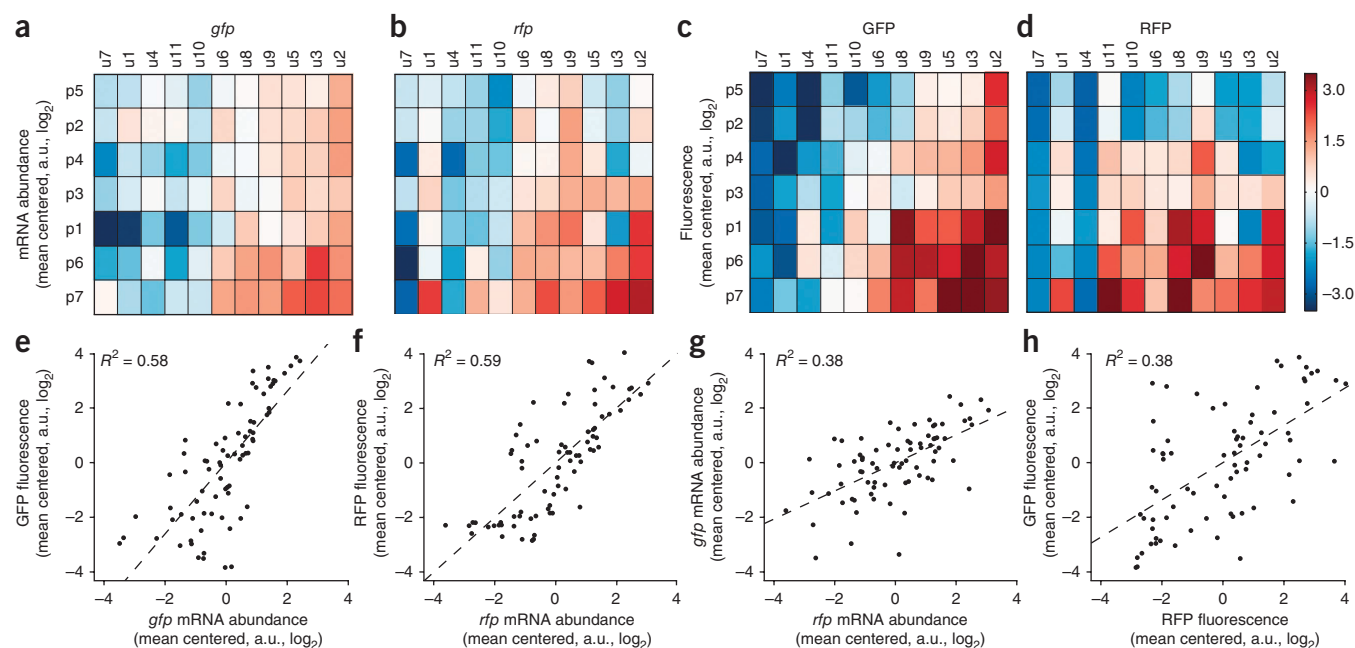 a gfp
u7 u1 u4 u11 u10 u6 u8 u9 u5 u3 u2
mRNA abundance
(mean centered, a.u., log2)
p5
p2
p4
p3
p1
p6
p7
b rfp
u7 u1 u4 u11 u10 u6 u8 u9 u5 u3 u2
c GFP
u7 u1 u4 u11 u10 u6 u8 u9 u5 u3 u2
Fluorescence
(mean centered, a.u., log2)
p5
p2
p4
p3
p1
p6
p7
d RFP
u7 u1 u4 u11 u10 u6 u8 u9 u5 u3 u2
3.0
1.5
0
−1.5
−3.0
e
R2 = 0.58
GFP fluorescence
(mean centered, a.u., log2)
4
2
0
−2
−4
−4 −2 0 2 4
gfp mRNA abundance
(mean centered, a.u., log2)
f
R2 = 0.59
RFP fluorescence
(mean centered, a.u., log2)
4
2
0
−2
−4
−4 −2 0 2 4
rfp mRNA abundance
(mean centered, a.u., log2)
g
R2 = 0.38
gfp mRNA abundance
(mean centered, a.u., log2)
4
2
0
−2
−4
−4 −2 0 2 4
rfp mRNA abundance
(mean centered, a.u., log2)
h
R2 = 0.38
GFP fluorescence
(mean centered, a.u., log2)
4
2
0
−2
−4
−4 −2 0 2 4
RFP fluorescence
(mean centered, a.u., log2)